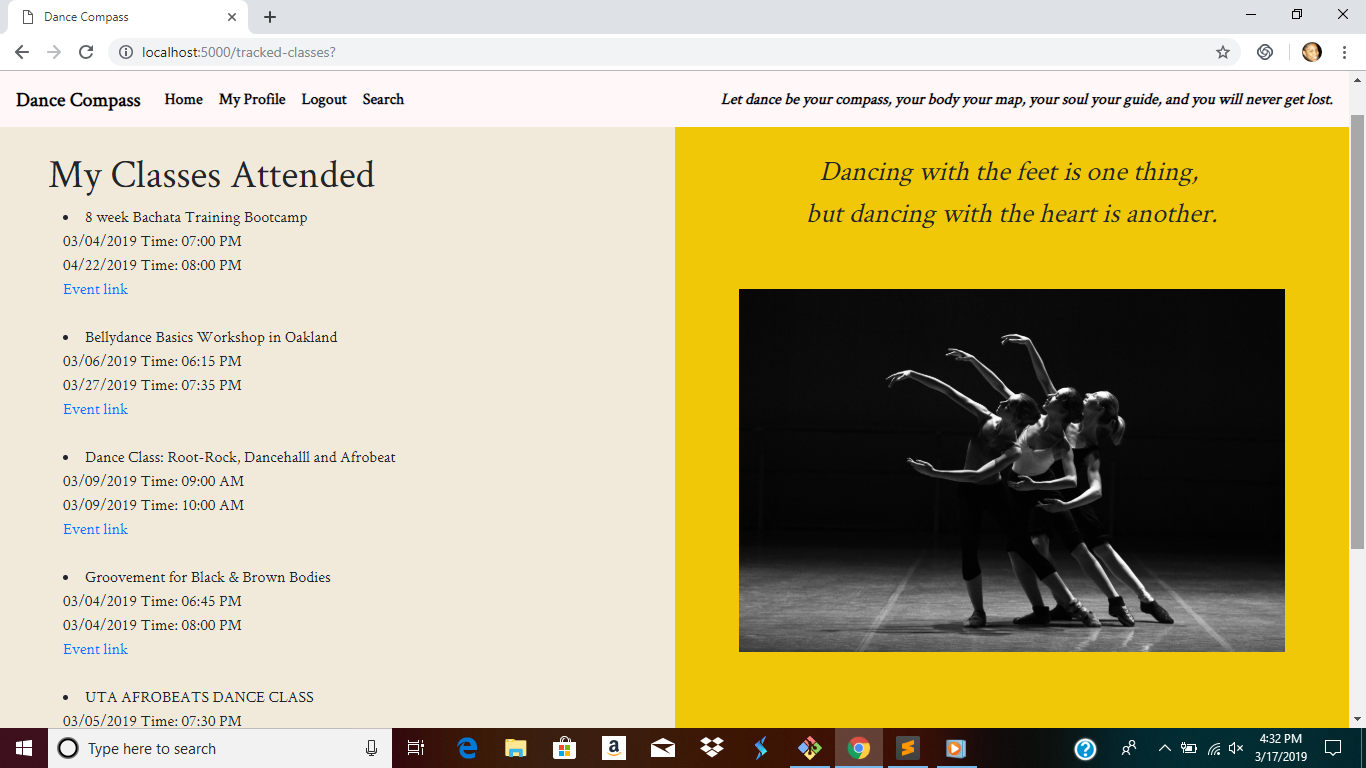 Dance Compass
localhost:5000/tracked-classes?
Dance Compass Home My Profile Logout Search Let dance be your compass, your body your map, your soul your guide, and you will never get lost.
My Classes Attended
• 8 week Bachata Training Bootcamp
03/04/2019 Time: 07:00 PM
04/22/2019 Time: 08:00 PM
Event link
• Bellydance Basics Workshop in Oakland
03/06/2019 Time: 06:15 PM
03/27/2019 Time: 07:35 PM
Event link
• Dance Class: Root-Rock, Dancehalll and Afrobeat
03/09/2019 Time: 09:00 AM
03/09/2019 Time: 10:00 AM
Event link
• Groovement for Black & Brown Bodies
03/04/2019 Time: 06:45 PM
03/04/2019 Time: 08:00 PM
Event link
• UTA AFROBEATS DANCE CLASS
03/05/2019 Time: 07:30 PM
Dancing with the feet is one thing,
but dancing with the heart is another.
Type here to search
4:32 PM
3/17/2019